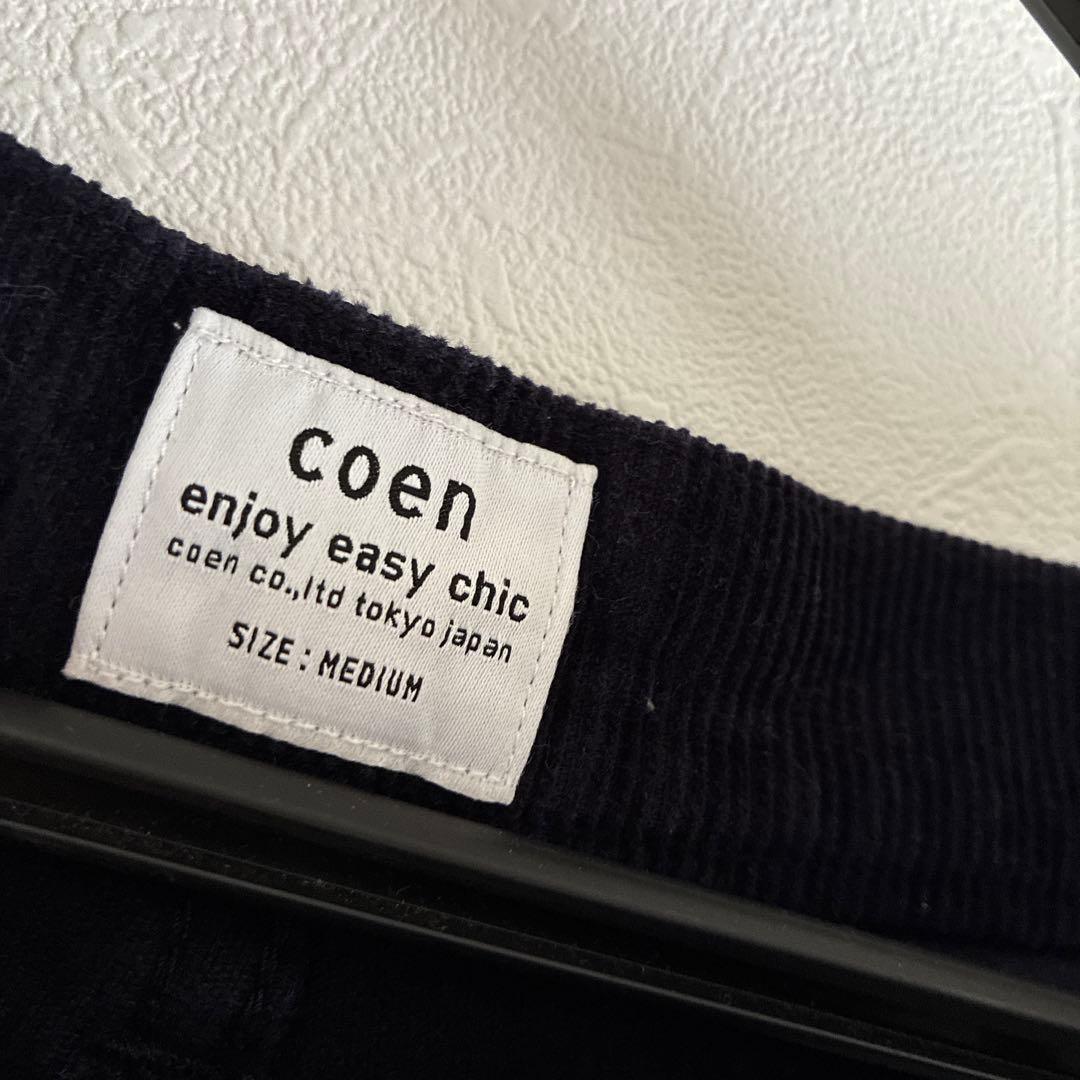 coen
enjoy easy chic
coen co.,ltd tokyo japan
SIZE : MEDIUM